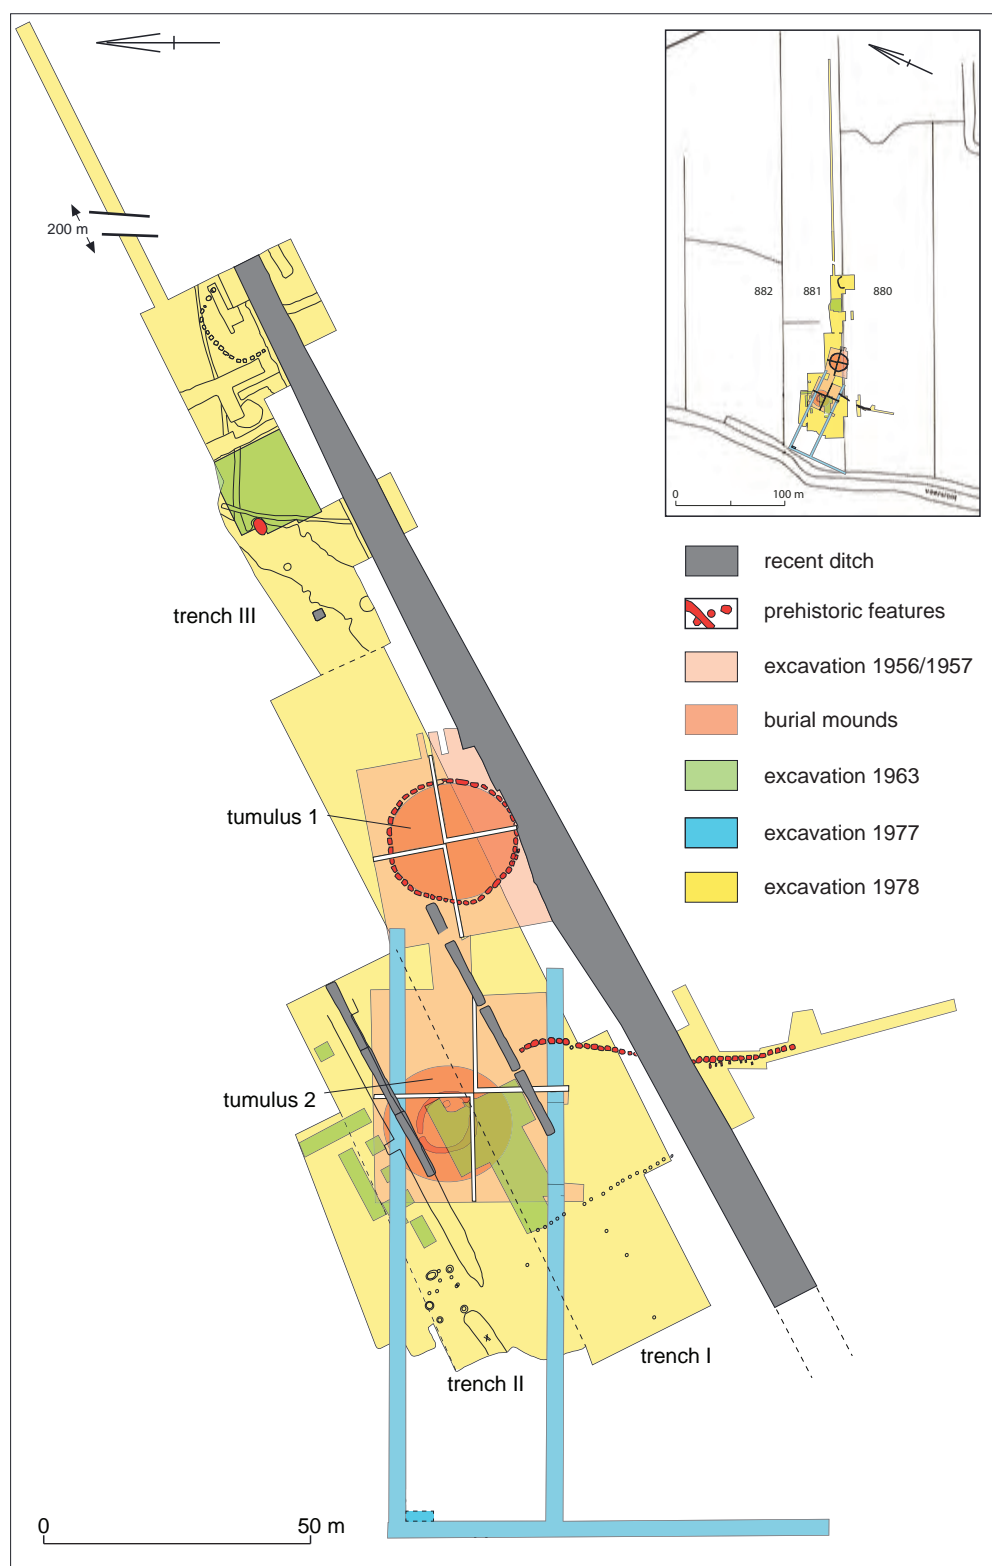 200 m
882 881 880
0 100 m
recent ditch
prehistoric features
trench III
excavation 1956/1957
burial mounds
excavation 1963
tumulus 1
excavation 1977
excavation 1978
tumulus 2
trench I
trench II
0 50 m